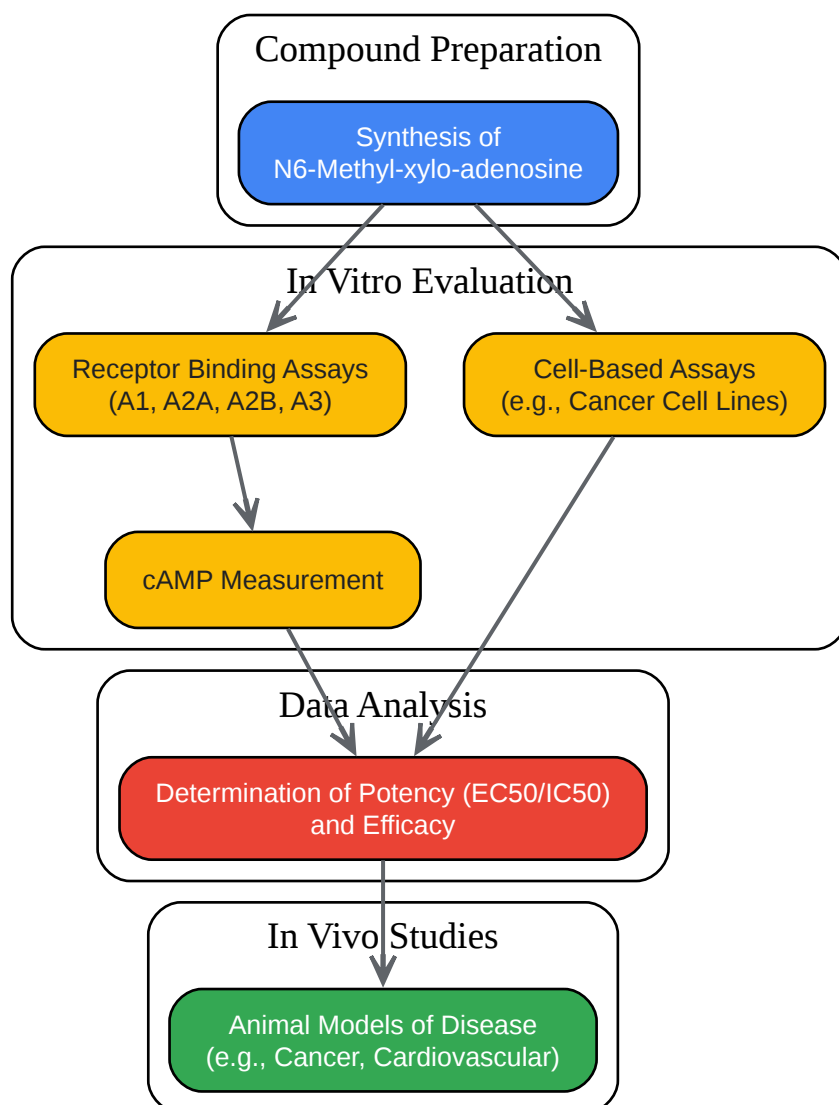 Compound Preparation
Synthesis of
N6-Methyl-xylo-adenosine
In Vitro Evaluation
Receptor Binding Assays
(A1, A2A, A2B, A3)
Cell-Based Assays
(e.g., Cancer Cell Lines)
cAMP Measurement
Data Analysis
Determination of Potency (EC50/IC50)
and Efficacy
In Vivo Studies
Animal Models of Disease
(e.g., Cancer, Cardiovascular)